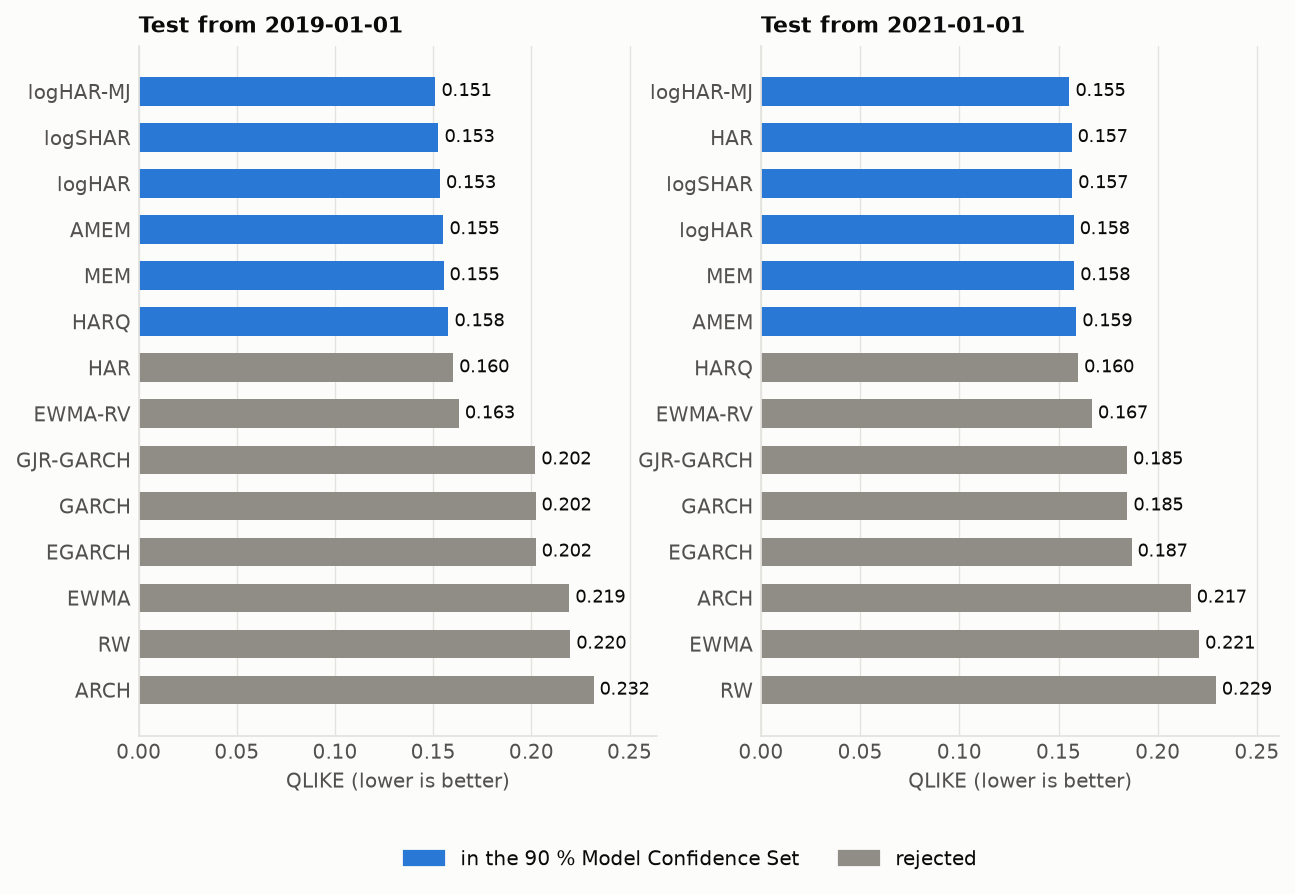 Test from 2019-01-01
logHAR-MJ 0.151
logSHAR 0.153
logHAR 0.153
AMEM 0.155
MEM 0.155
HARQ 0.158
HAR 0.160
EWMA-RV 0.163
GJR-GARCH 0.202
GARCH 0.202
EGARCH 0.202
EWMA 0.219
RW 0.220
ARCH 0.232
0.00 0.05 0.10 0.15 0.20 0.25
QLIKE (lower is better)
Test from 2021-01-01
logHAR-MJ 0.155
HAR 0.157
logSHAR 0.157
logHAR 0.158
MEM 0.158
AMEM 0.159
HARQ 0.160
EWMA-RV 0.167
GJR-GARCH 0.185
GARCH 0.185
EGARCH 0.187
ARCH 0.217
EWMA 0.221
RW 0.229
0.00 0.05 0.10 0.15 0.20 0.25
QLIKE (lower is better)
in the 90 % Model Confidence Set
rejected